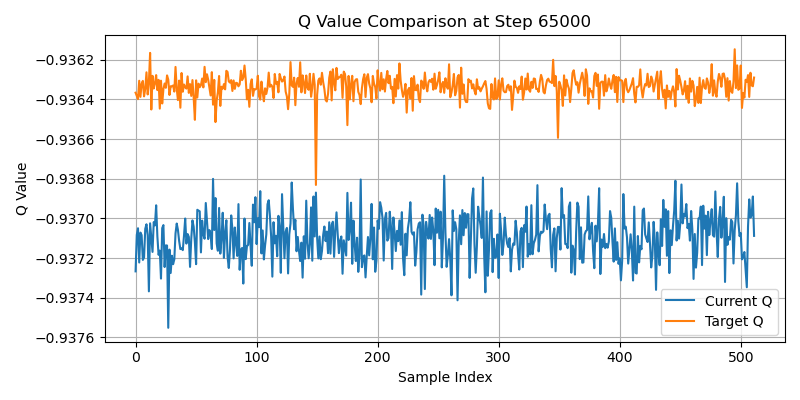 Q Value Comparison at Step 65000
Q Value
−0.9362
−0.9364
−0.9366
−0.9368
−0.9370
−0.9372
−0.9374
−0.9376
0 100 200 300 400 500
Sample Index
Current Q
Target Q